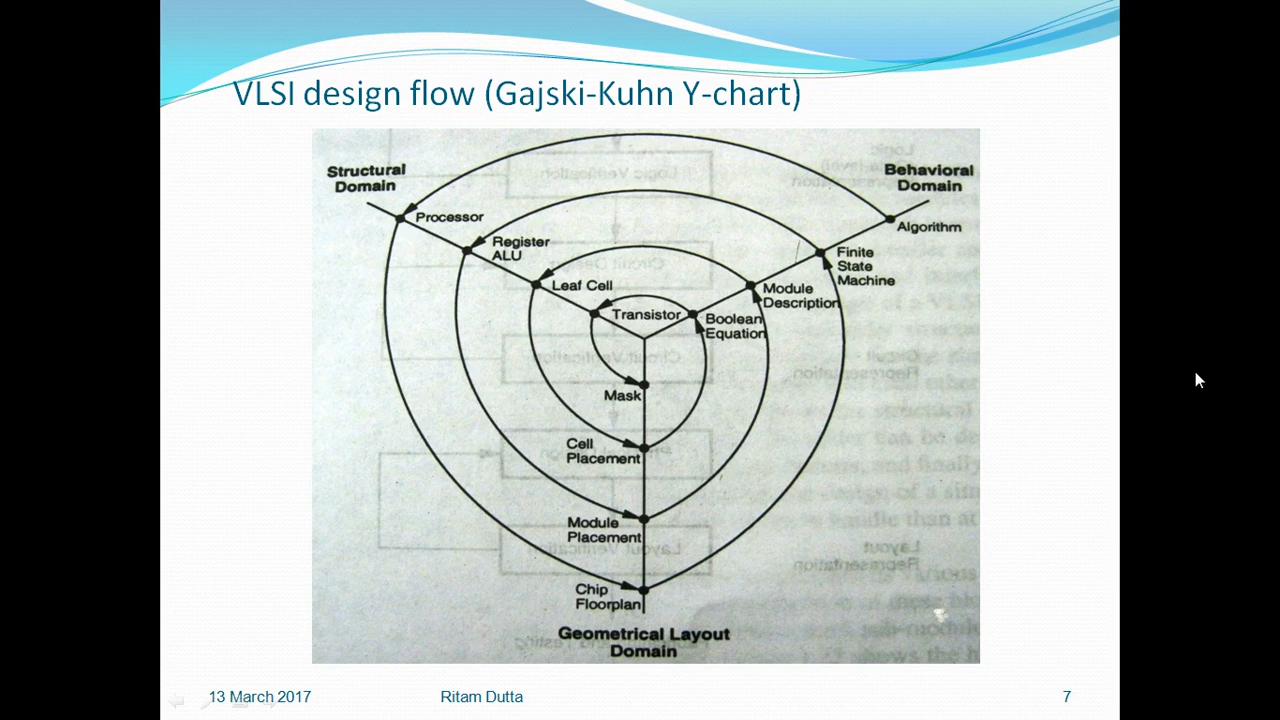 VLSI design flow (Gajski-Kuhn Y-chart)
Structural
Domain
Behavioral
Domain
Processor
Algorithm
Register
ALU
Finite
State
Machine
Leaf Cell
Module
Description
Transistor
Boolean
Equation
Mask
Cell
Placement
Module
Placement
Chip
Floorplan
Geometrical Layout
Domain
13 March 2017
Ritam Dutta
7